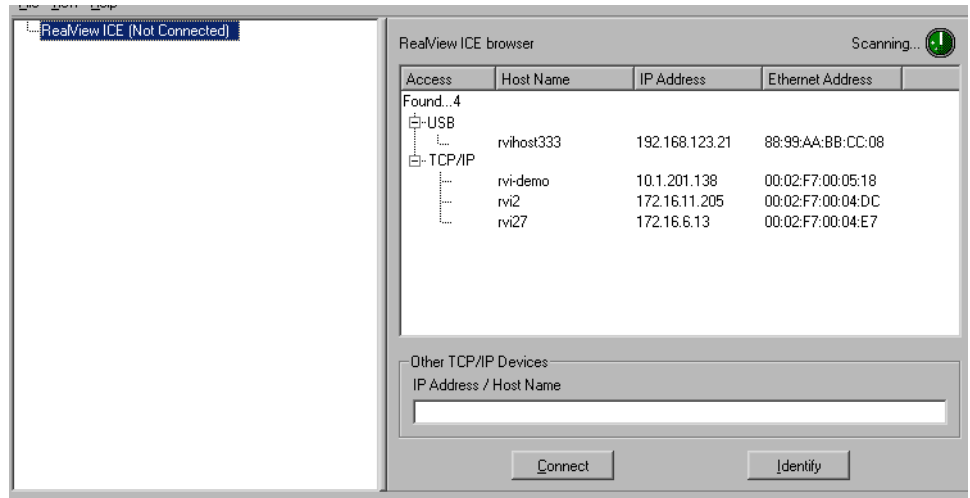 File View Help
RealView ICE (Not Connected)
RealView ICE browser Scanning...
Access Host Name IP Address Ethernet Address
Found...4
USB
rvihost333 192.168.123.21 88:99:AA:BB:CC:08
TCP/IP
rvi-demo 10.1.201.138 00:02:F7:00:05:18
rvi2 172.16.11.205 00:02:F7:00:04:DC
rvi27 172.16.6.13 00:02:F7:00:04:E7
Other TCP/IP Devices
IP Address / Host Name
Connect Identify